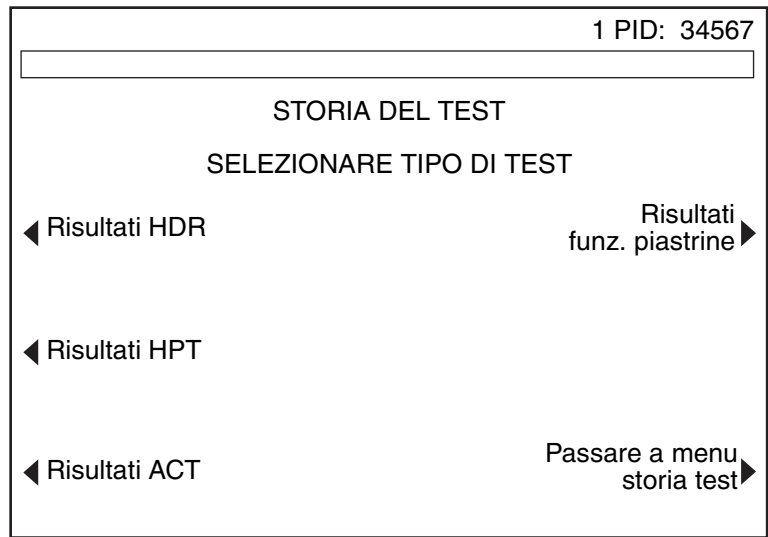 1 PID: 34567
STORIA DEL TEST
SELEZIONARE TIPO DI TEST
Risultati HDR
Risultati
funz. piastrine
Risultati HPT
Risultati ACT
Passare a menu
storia test